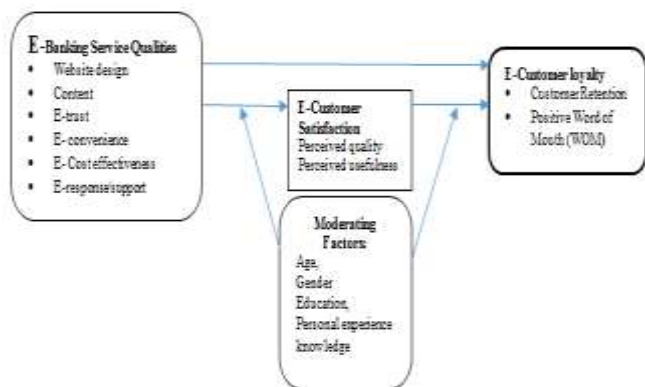 E-Banking Service Qualities
• Website design
• Content
• E-trust
• E- convenience
• E- Cost effectiveness
• E-response/support
E-Customer
Satisfaction
Perceived quality
Perceived usefulness
E-Customer loyalty
• Customer Retention
• Positive Word of
Mouth (WOM)
Moderating
Factors:
Age,
Gender
Education,
Personal experience
knowledge